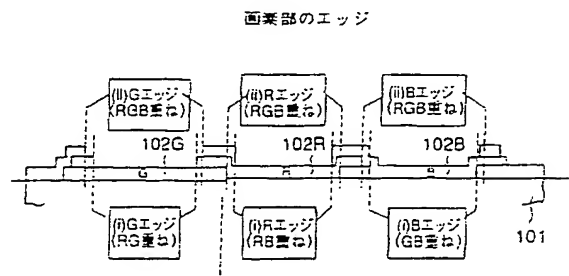 画素部のエッジ
(ii)Gエッジ
(RGB重ね)
(ii)Rエッジ
(RGB重ね)
(ii)Bエッジ
(RGB重ね)
102G
102R
102B
G
R
B
(i)Gエッジ
(RG重ね)
(i)Rエッジ
(RB重ね)
(i)Bエッジ
(GB重ね)
101